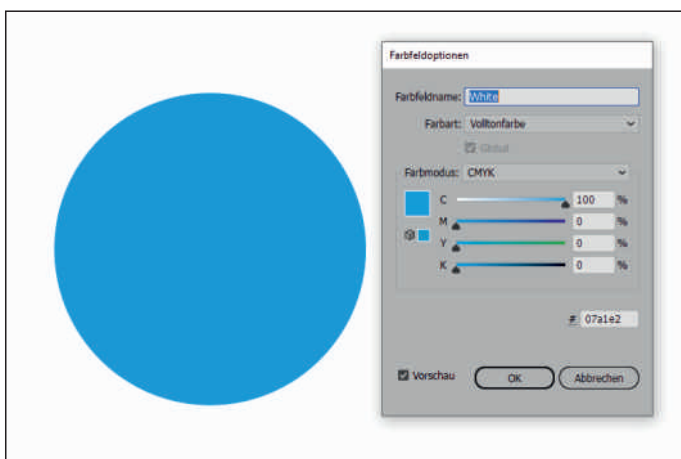 Farbfeldoptionen
Farbfeldname: White
Farbart: Volltonfarbe
Global
Farbmodus: CMYK
C 100 %
M 0 %
Y 0 %
K 0 %
# 07a1e2
Vorschau OK Abbrechen